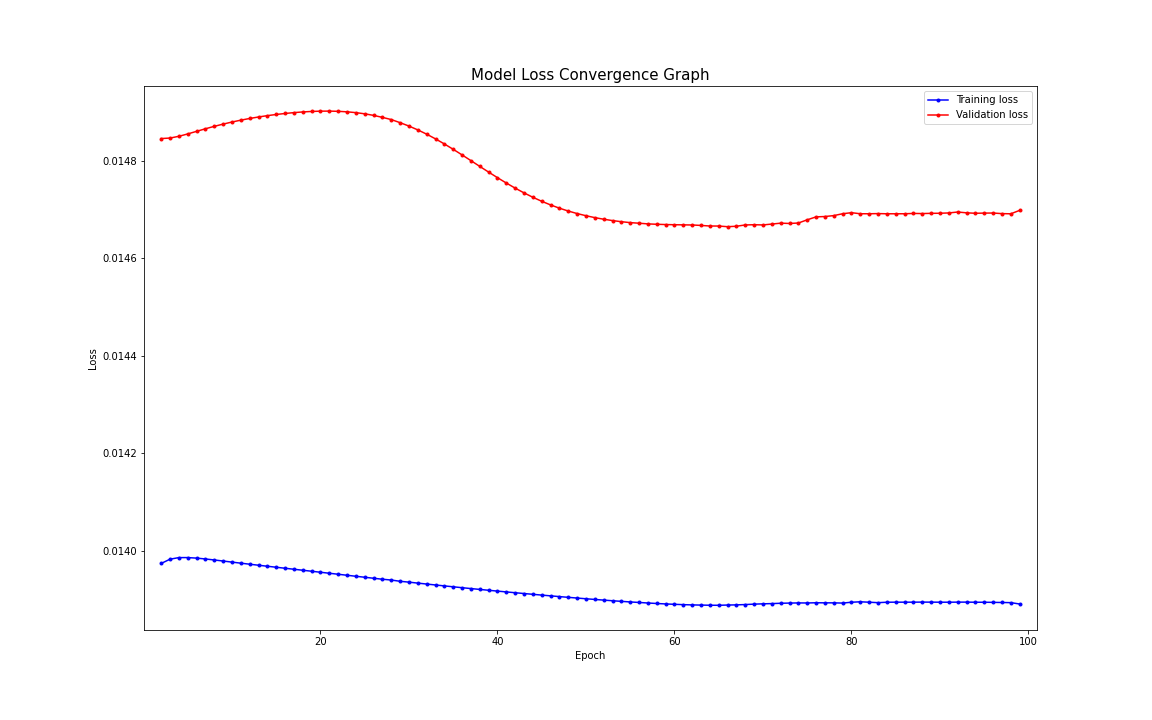 Model Loss Convergence Graph
Training loss
Validation loss
0.0148
0.0146
0.0144
0.0142
0.0140
Loss
20
40
60
80
100
Epoch